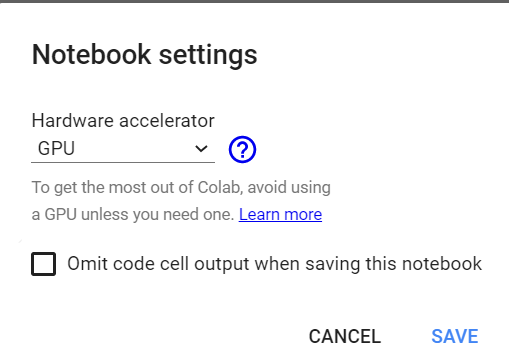 Notebook settings
Hardware accelerator
GPU
To get the most out of Colab, avoid using
a GPU unless you need one. Learn more
Omit code cell output when saving this notebook
CANCEL SAVE